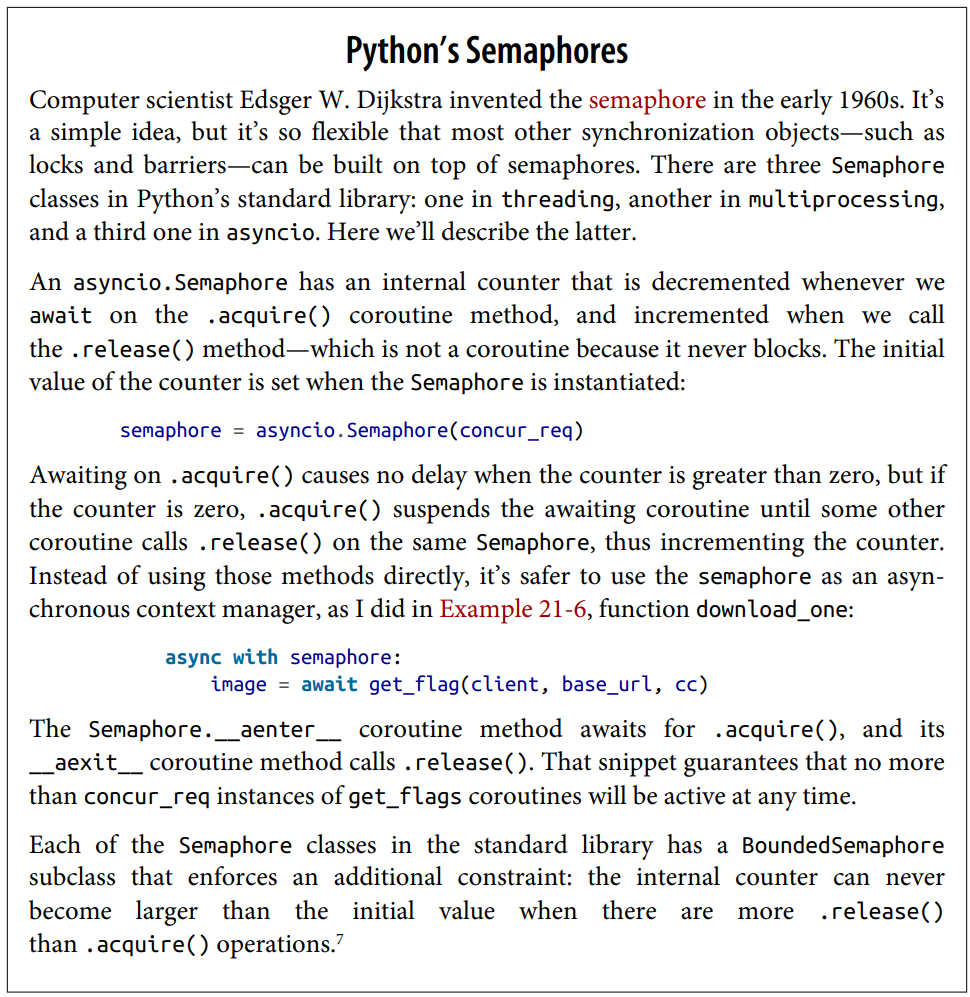 Python’s Semaphores
Computer scientist Edsger W. Dijkstra invented the semaphore in the early 1960s. It’s
a simple idea, but it’s so flexible that most other synchronization objects—such as
locks and barriers—can be built on top of semaphores. There are three Semaphore
classes in Python’s standard library: one in threading, another in multiprocessing,
and a third one in asyncio. Here we’ll describe the latter.
An asyncio.Semaphore has an internal counter that is decremented whenever we
await on the .acquire() coroutine method, and incremented when we call
the .release() method—which is not a coroutine because it never blocks. The initial
value of the counter is set when the Semaphore is instantiated:
semaphore = asyncio.Semaphore(concur_req)
Awaiting on .acquire() causes no delay when the counter is greater than zero, but if
the counter is zero, .acquire() suspends the awaiting coroutine until some other
coroutine calls .release() on the same Semaphore, thus incrementing the counter.
Instead of using those methods directly, it’s safer to use the semaphore as an asyn-
chronous context manager, as I did in Example 21-6, function download_one:
async with semaphore:
    image = await get_flag(client, base_url, cc)
The Semaphore.__aenter__ coroutine method awaits for .acquire(), and its
__aexit__ coroutine method calls .release(). That snippet guarantees that no more
than concur_req instances of get_flags coroutines will be active at any time.
Each of the Semaphore classes in the standard library has a BoundedSemaphore
subclass that enforces an additional constraint: the internal counter can never
become larger than the initial value when there are more .release()
than .acquire() operations.⁷